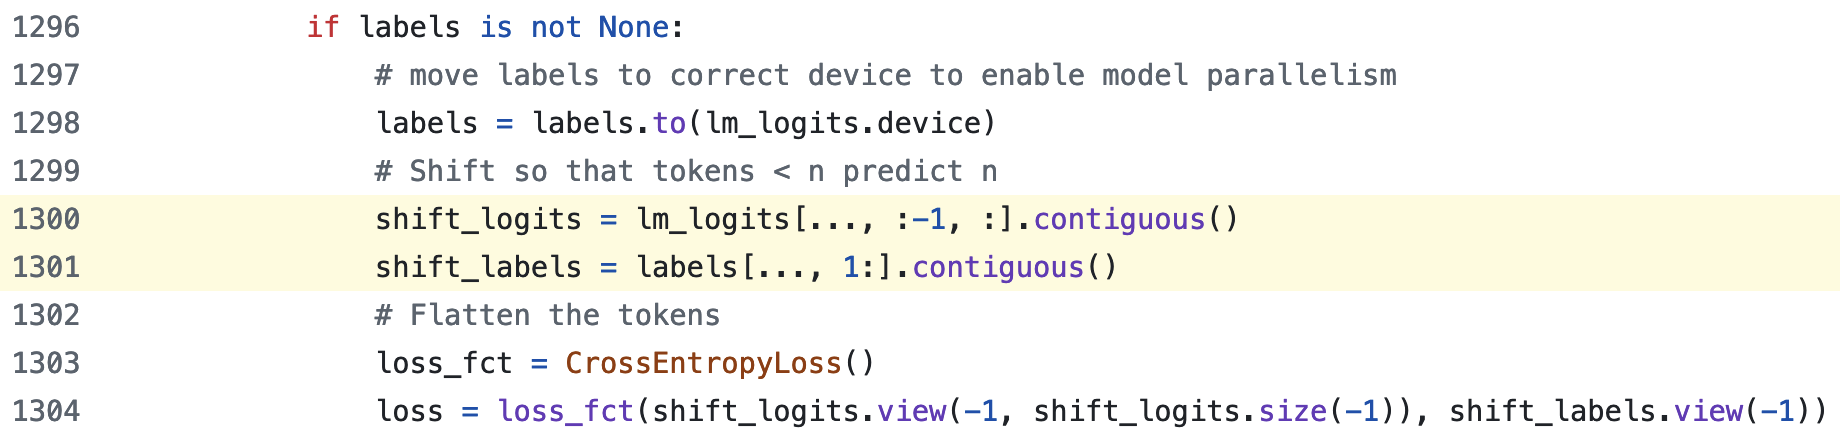 1296 if labels is not None:
1297 # move labels to correct device to enable model parallelism
1298 labels = labels.to(lm_logits.device)
1299 # Shift so that tokens < n predict n
1300 shift_logits = lm_logits[..., :-1, :].contiguous()
1301 shift_labels = labels[..., 1:].contiguous()
1302 # Flatten the tokens
1303 loss_fct = CrossEntropyLoss()
1304 loss = loss_fct(shift_logits.view(-1, shift_logits.size(-1)), shift_labels.view(-1))